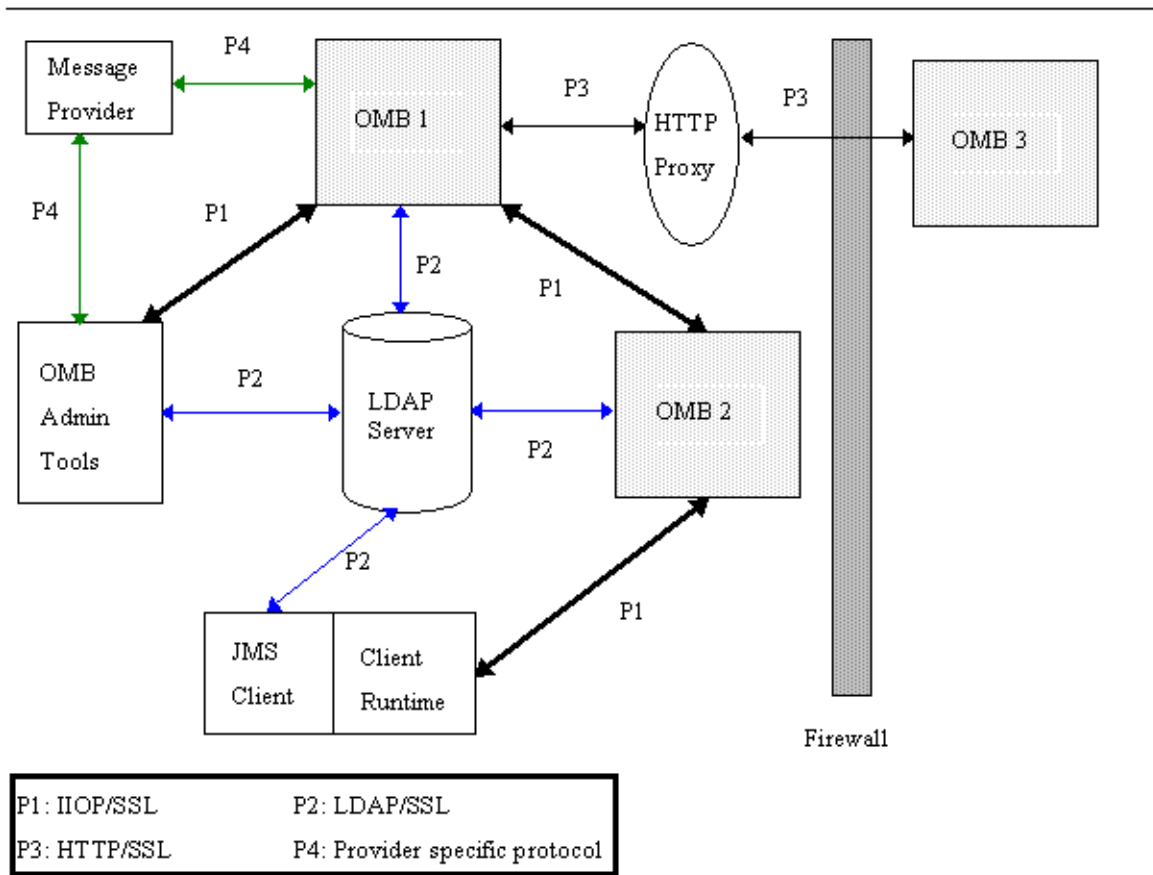 Message
Provider
P4
OMB 1
P3
HTTP
Proxy
P3
OMB 3
P4
P1
P2
P1
OMB
Admin
Tools
P2
LDAP
Server
P2
OMB 2
P2
JMS
Client
Client
Runtime
P1
Firewall
P1: IIOP/SSL P2: LDAP/SSL
P3: HTTP/SSL P4: Provider specific protocol